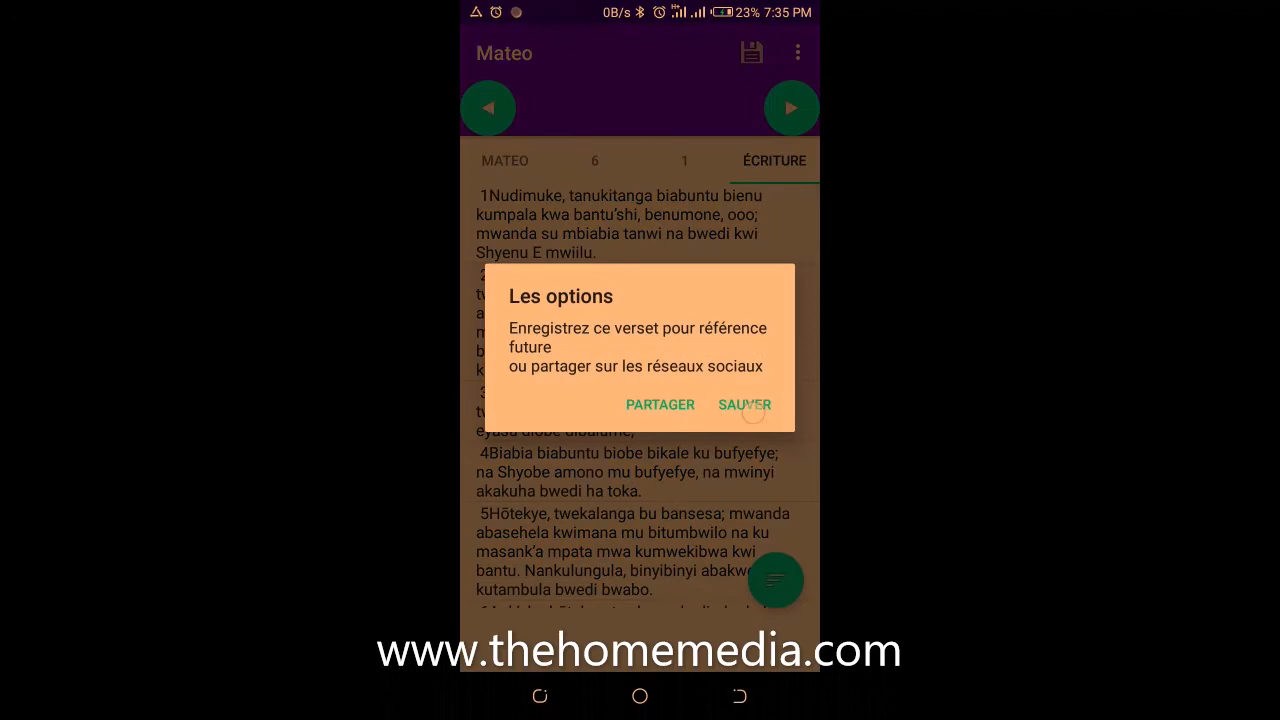 0B/s H+ 23% 7:35 PM
Mateo
MATEO 6 1 ÉCRITURE
1Nudimuke, tanukitanga biabuntu bienu
kumpala kwa bantu'shi, benumone, ooo;
mwanda su mbiabia tanwi na bwedi kwi
Shyenu E mwiilu.
Les options
Enregistrez ce verset pour référence
future
ou partager sur les réseaux sociaux
PARTAGER SAUVER
eyasa diobe dibalume,
4Biabia biabuntu biobe bikale ku bufyefye;
na Shyobe amono mu bufyefye, na mwinyi
akakuha bwedi ha toka.
5Hōtekye, twekalanga bu bansesa; mwanda
abasehela kwimana mu bitumbwilo na ku
masank'a mpata mwa kumwekibwa kwi
bantu. Nankulungula, binyibinyi
kutambula bwedi bwabo.
www.thehomemedia.com